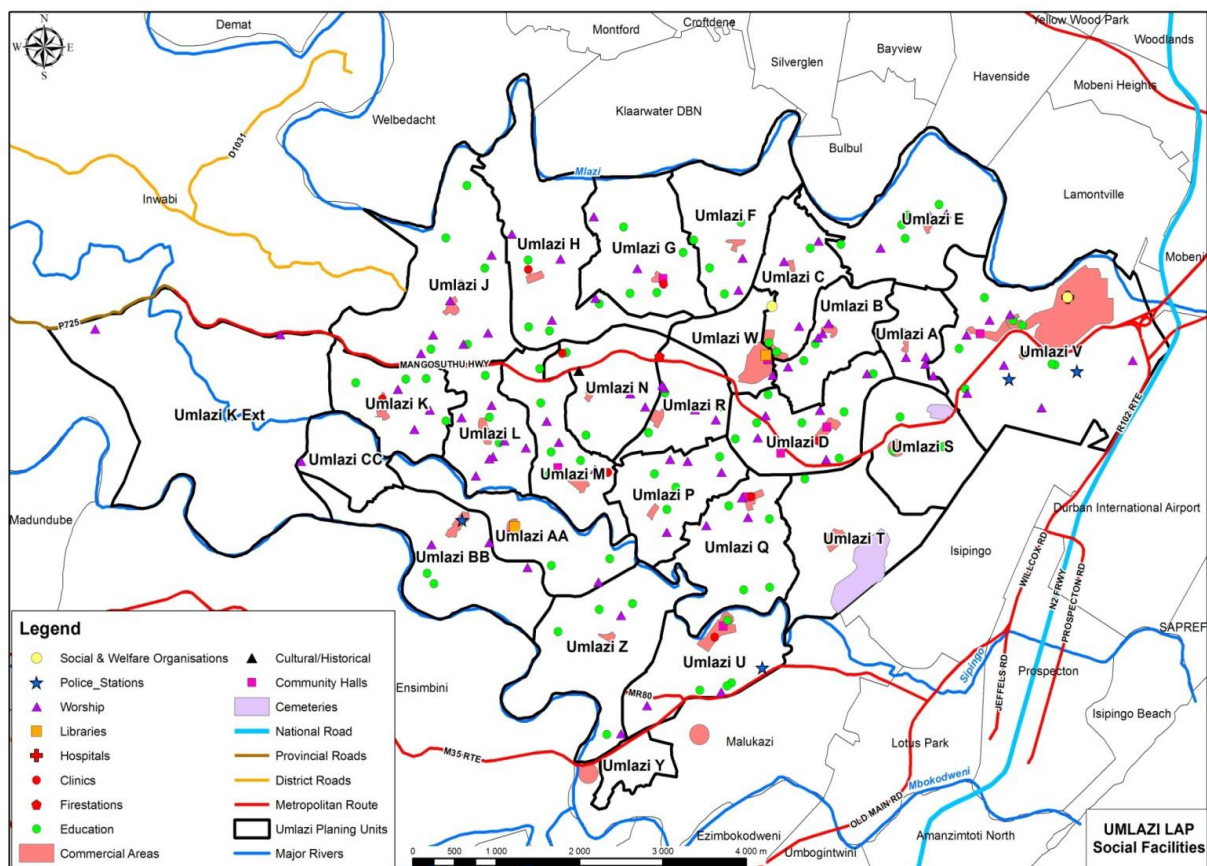 N
W E
S
Demat
Montford
Croftdene
Yellow Wood Park
Woodlands
Bayview
Silverglen
Havenside
Mobeni Heights
Welbedacht
Klaarwater DBN
D1031
Bulbul
Mlazi
Inwabi
Lamontville
Umlazi F
Umlazi E
Umlazi H
Umlazi G
Mobeni
Umlazi C
Umlazi J
Umlazi B
P725
Umlazi W
Umlazi A
Umlazi V
MANGOSUTHU HWY
Umlazi N
Umlazi K
Umlazi R
Umlazi K Ext
R102 RTE
Umlazi L
Umlazi D
Umlazi S
Umlazi CC
Umlazi M
Umlazi P
Durban International Airport
Madundube
Umlazi AA
Umlazi T
Isipingo
Umlazi BB
Umlazi Q
WILLCOX RD
N2 FRWY
PROSPECTON RD
SAPREF
Umlazi Z
Umlazi U
Sipingo
Prospecton
Ensimbini
JEFFELS RD
MR80
Isipingo Beach
Malukazi
Lotus Park
M35 RTE
Umlazi Y
Mbokodweni
OLD MAIN RD
Ezimbokodweni
Umbogintwini
Amanzimtoti North
Legend
Social & Welfare Organisations
Police_Stations
Worship
Libraries
Hospitals
Clinics
Firestations
Education
Commercial Areas
Cultural/Historical
Community Halls
Cemeteries
National Road
Provincial Roads
District Roads
Metropolitan Route
Umlazi Planing Units
Major Rivers
0 500 1 000 2 000 3 000 4 000 m
UMLAZI LAP
Social Facilities